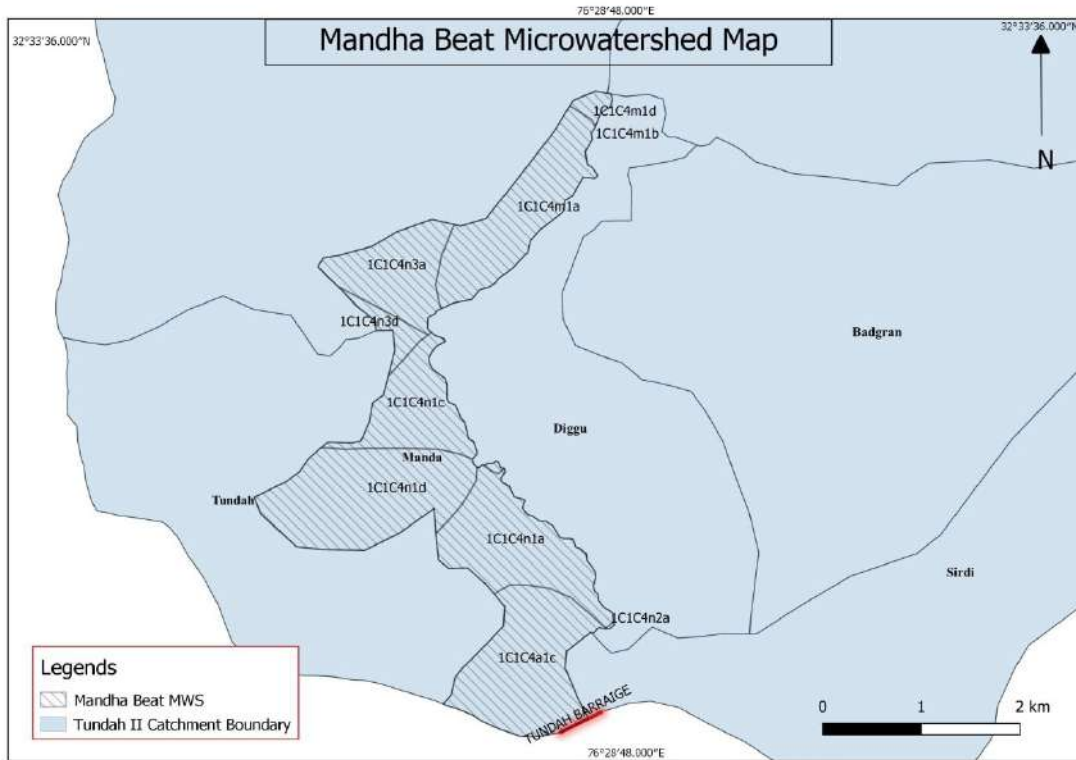 76°28'48.000"E
32°33'36.000"N
Mandha Beat Microwatershed Map
32°33'36.000"N
N
1C1C4m1d
1C1C4m1b
1C1C4m1a
1C1C4n3a
1C1C4n3d
Badgran
1C1C4n1c
Diggu
Manda
1C1C4n1d
Tundah
1C1C4n1a
Sirdi
1C1C4n2a
1C1C4a1c
TUNDAH BARRAIGE
Legends
Mandha Beat MWS
Tundah II Catchment Boundary
0 1 2 km
76°28'48.000"E